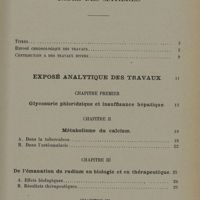 Titres
Exposé chronologique des travaux
Contribution à des travaux divers
EXPOSÉ ANALYTIQUE DES TRAVAUX 11
CHAPITRE PREMIER
Glycosurie phloridzique et insuffisance hépatique
CHAPITRE II
Métabolisme du calcium.
A. Dans la tuberculose
B. Dans l'ostéomalacie
CHAPITRE III
De l'émanation du radium en biologie et en thérapeutique.
A. Effets biologiques
B. Résultats thérapeutiques